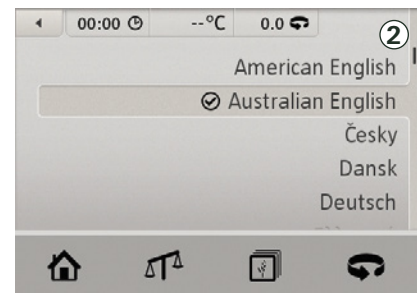 00:00 --°C 0.0
2
American English
Australian English
Česky
Dansk
Deutsch